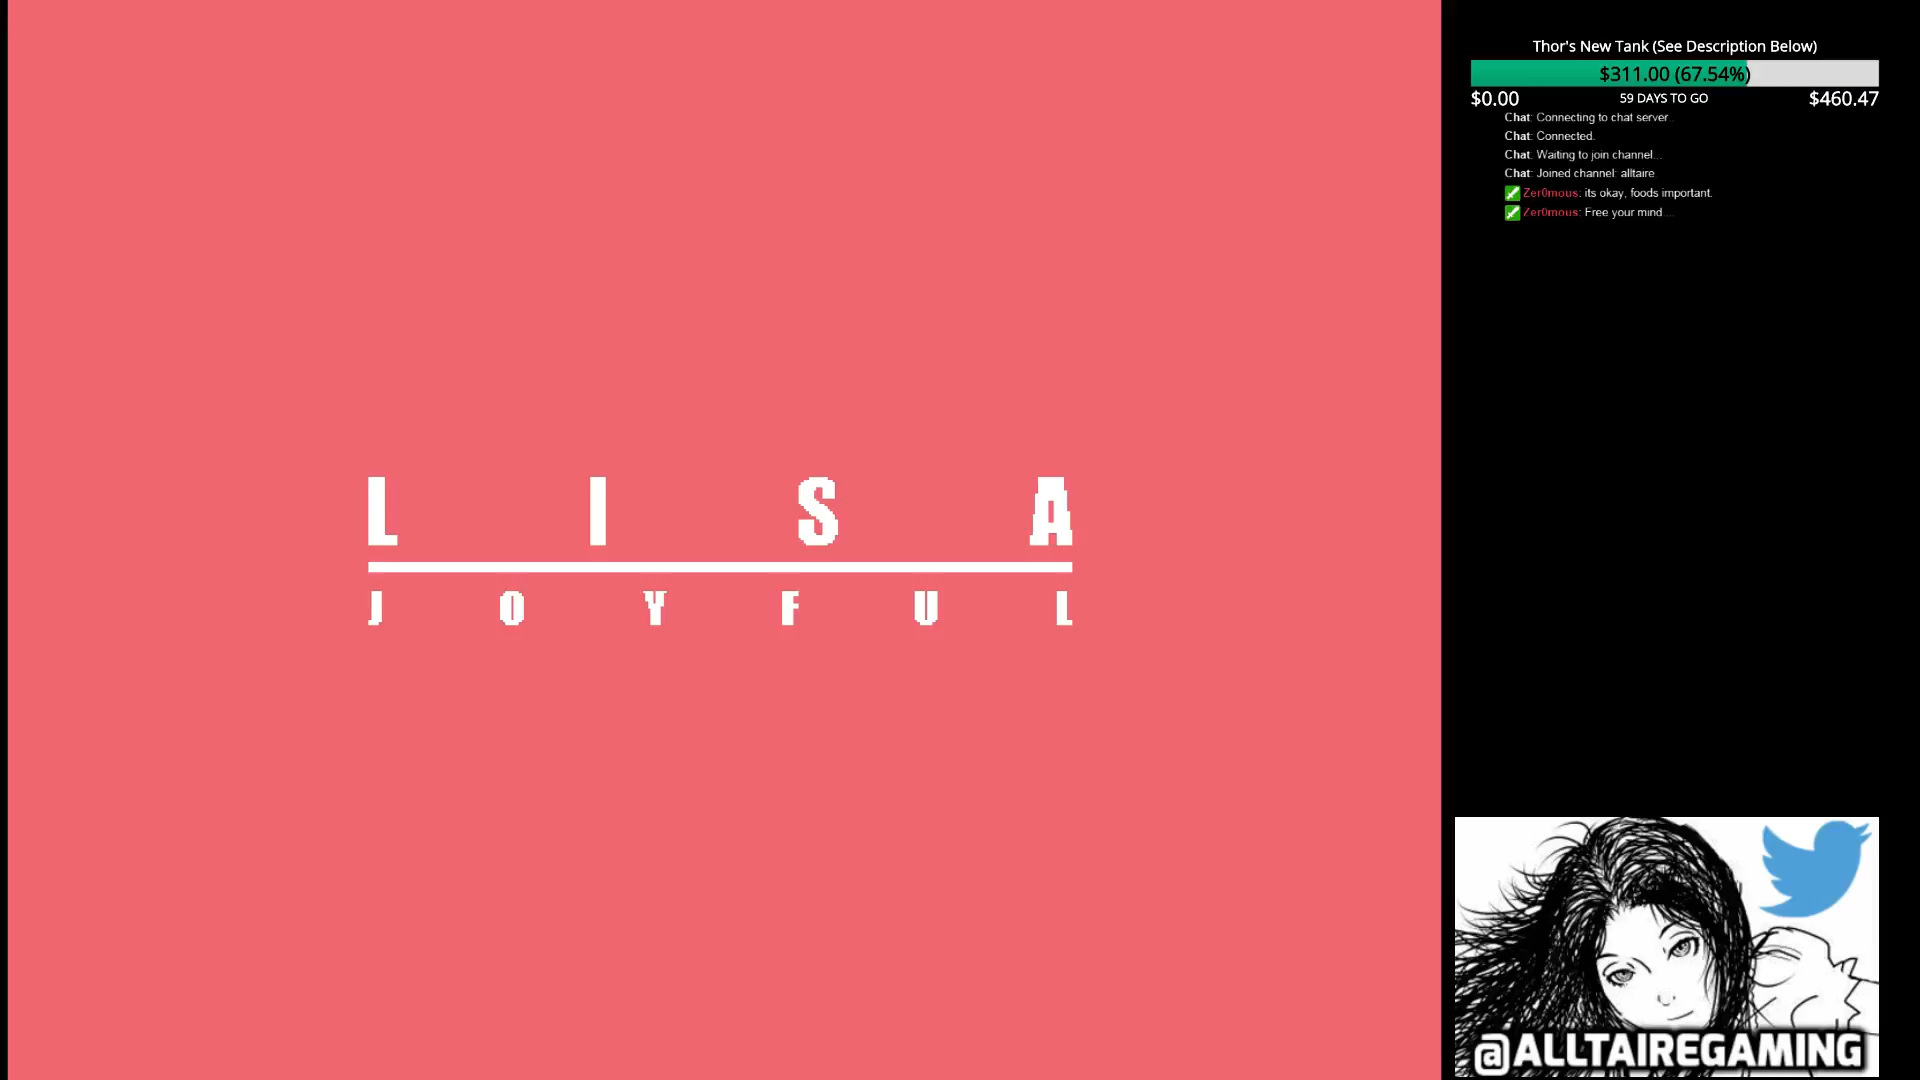 L I S A
J O Y F U L
Thor's New Tank (See Description Below)
$311.00 (67.54%)
$0.00 59 DAYS TO GO $460.47
Chat: Connecting to chat server..
Chat: Connected.
Chat: Waiting to join channel...
Chat: Joined channel: alltaire.
Zer0mous: its okay, foods important.
Zer0mous: Free your mind....
@ALLTAIREGAMING